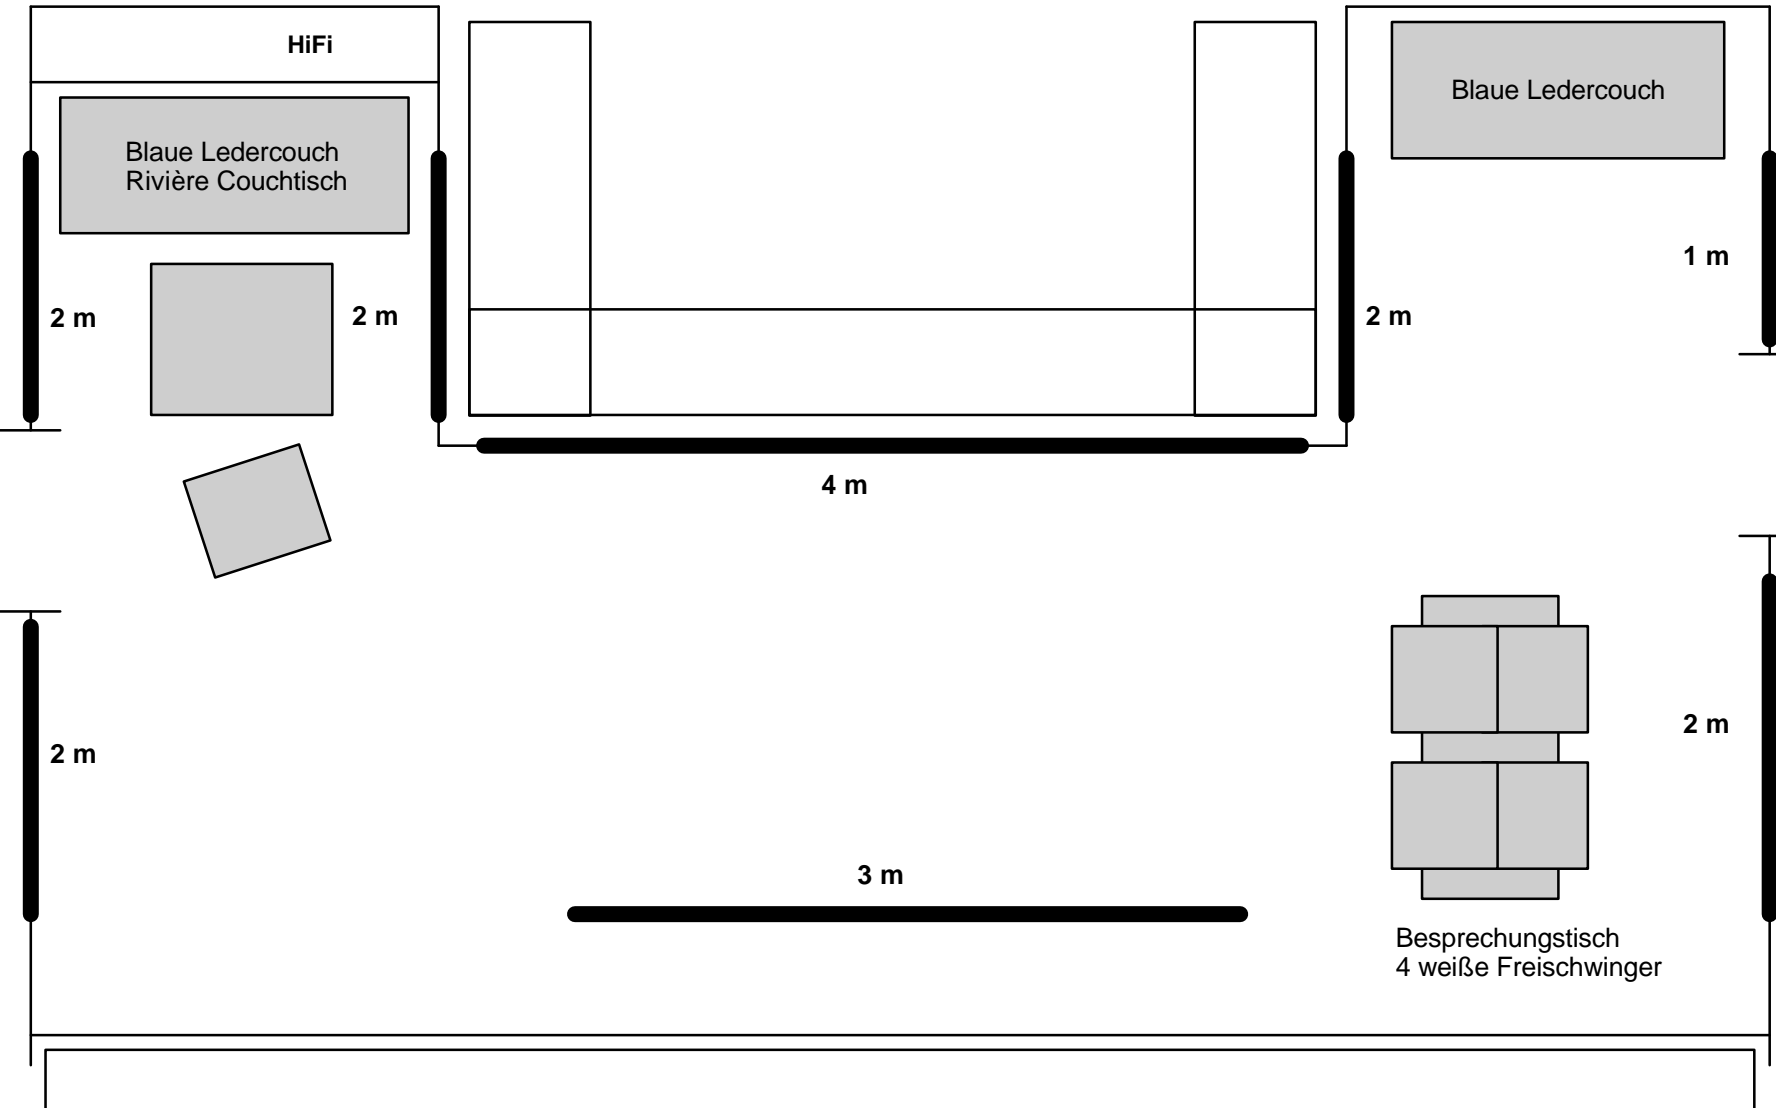 HiFi
Blaue Ledercouch
Rivière Couchtisch
Blaue Ledercouch
1 m
2 m
2 m
2 m
4 m
2 m
2 m
3 m
Besprechungstisch
4 weiße Freischwinger